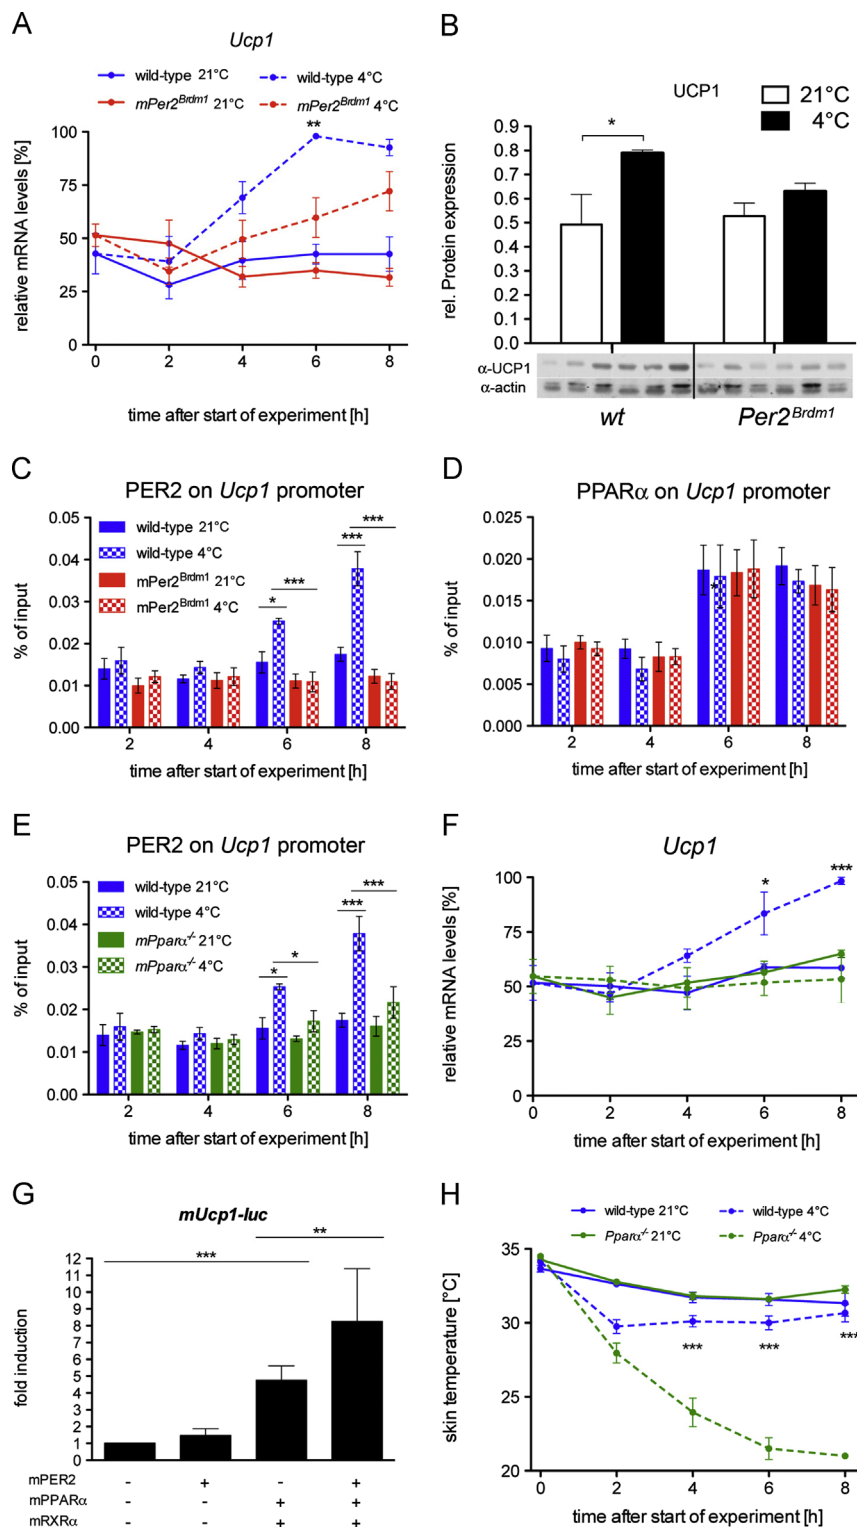 A
Ucp1
wild-type 21°C
wild-type 4°C
mPer2Brdm1 21°C
mPer2Brdm1 4°C
relative mRNA levels [%]
100
75
50
25
0
**
0 2 4 6 8
time after start of experiment [h]
B
UCP1
21°C
4°C
rel. Protein expression
0.9
0.8
0.7
0.6
0.5
0.4
0.3
0.2
0.1
0.0
*
α-UCP1
α-actin
wt Per2Brdm1
C
PER2 on Ucp1 promoter
% of input
0.05
0.04
0.03
0.02
0.01
0.00
wild-type 21°C
wild-type 4°C
mPer2Brdm1 21°C
mPer2Brdm1 4°C
* *** *** ***
2 4 6 8
time after start of experiment [h]
D
PPARα on Ucp1 promoter
% of input
0.025
0.020
0.015
0.010
0.005
0.000
*
2 4 6 8
time after start of experiment [h]
E
PER2 on Ucp1 promoter
% of input
0.05
0.04
0.03
0.02
0.01
0.00
wild-type 21°C
wild-type 4°C
mPparα-/- 21°C
mPparα-/- 4°C
* * *** ***
2 4 6 8
time after start of experiment [h]
F
Ucp1
relative mRNA levels [%]
100
75
50
25
0
* ***
0 2 4 6 8
time after start of experiment [h]
G
mUcp1-luc
fold induction
12
11
10
9
8
7
6
5
4
3
2
1
0
*** **
mPER2 - + - +
mPPARα - - + +
mRXRα - - + +
H
wild-type 21°C
wild-type 4°C
Pparα-/- 21°C
Pparα-/- 4°C
skin temperature [°C]
35
30
25
20
*** *** ***
0 2 4 6 8
time after start of experiment [h]